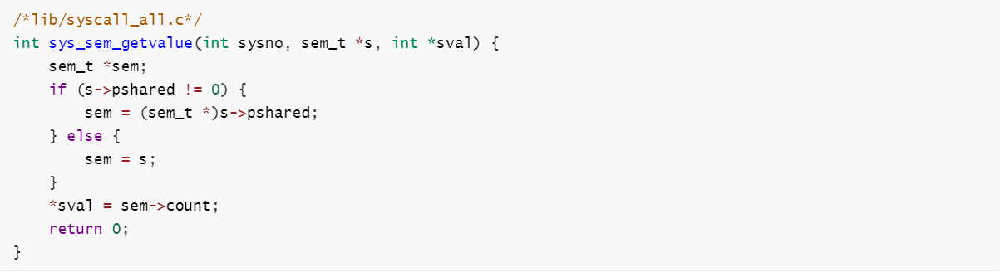 /*lib/syscall_all.c*/
int sys_sem_getvalue(int sysno, sem_t *s, int *sval) {
    sem_t *sem;
    if (s->pshared != 0) {
        sem = (sem_t *)s->pshared;
    } else {
        sem = s;
    }
    *sval = sem->count;
    return 0;
}